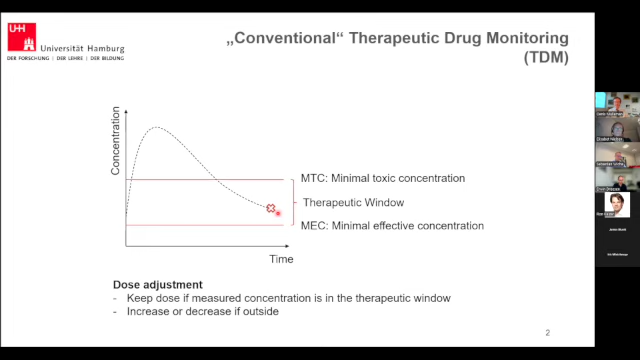 UH
Universität Hamburg
DER FORSCHUNG | DER LEHRE | DER BILDUNG
„Conventional“ Therapeutic Drug Monitoring
(TDM)
Concentration
MTC: Minimal toxic concentration
Therapeutic Window
MEC: Minimal effective concentration
Time
Dose adjustment
- Keep dose if measured concentration is in the therapeutic window
- Increase or decrease if outside
2